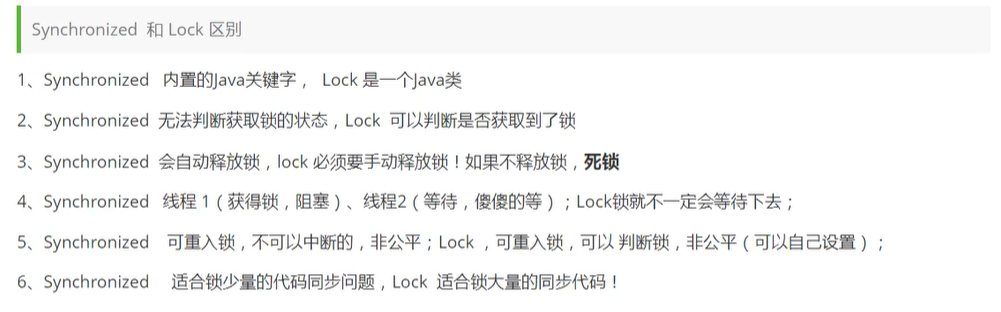 Synchronized 和 Lock 区别
1、Synchronized 内置的Java关键字， Lock 是一个Java类
2、Synchronized 无法判断获取锁的状态，Lock 可以判断是否获取到了锁
3、Synchronized 会自动释放锁，lock 必须要手动释放锁！如果不释放锁，死锁
4、Synchronized 线程 1（获得锁，阻塞）、线程2（等待，傻傻的等）；Lock锁就不一定会等待下去；
5、Synchronized 可重入锁，不可以中断的，非公平；Lock ，可重入锁，可以 判断锁，非公平（可以自己设置）；
6、Synchronized 适合锁少量的代码同步问题，Lock 适合锁大量的同步代码！